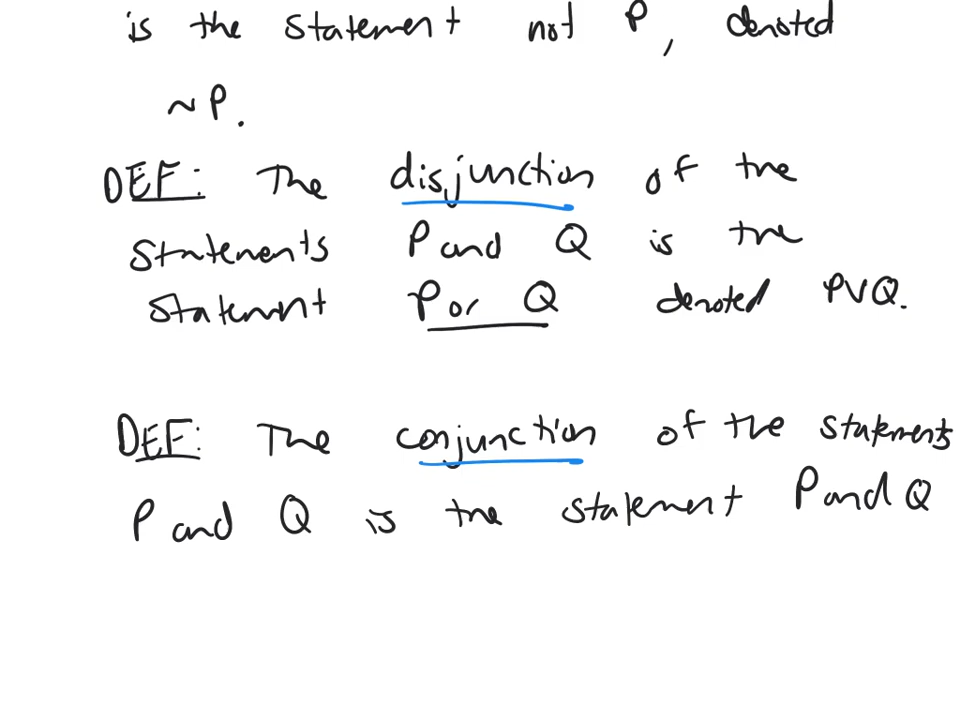 is the statement not P, denoted
~P.
DEF: The disjunction of the
statements P and Q is the
statement P or Q denoted P∨Q.
DEF: The conjunction of the statements
P and Q is the statement P and Q